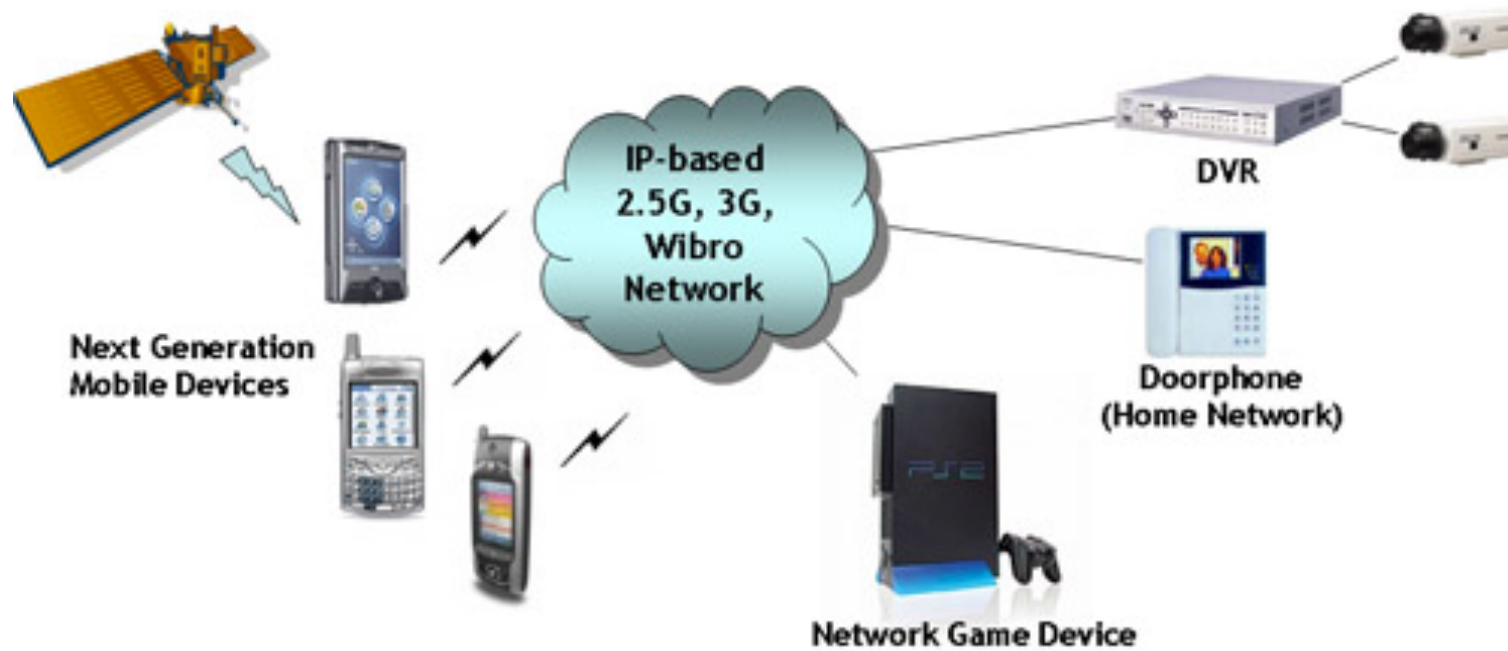 IP-based
2.5G, 3G,
Wibro
Network
DVR
Next Generation
Mobile Devices
Doorphone
(Home Network)
PS2
Network Game Device